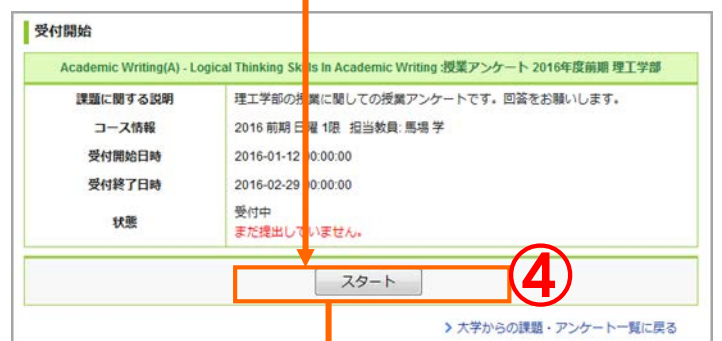 受付開始
Academic Writing(A) - Logical Thinking Skills In Academic Writing :授業アンケート 2016年度前期 理工学部
課題に関する説明 理工学部の授業に関しての授業アンケートです。回答をお願いします。
コース情報 2016 前期 日曜 1限 担当教員: 馬場 学
受付開始日時 2016-01-12 00:00:00
受付終了日時 2016-02-29 00:00:00
状態 受付中
まだ提出していません。
スタート
④
大学からの課題・アンケート一覧に戻る